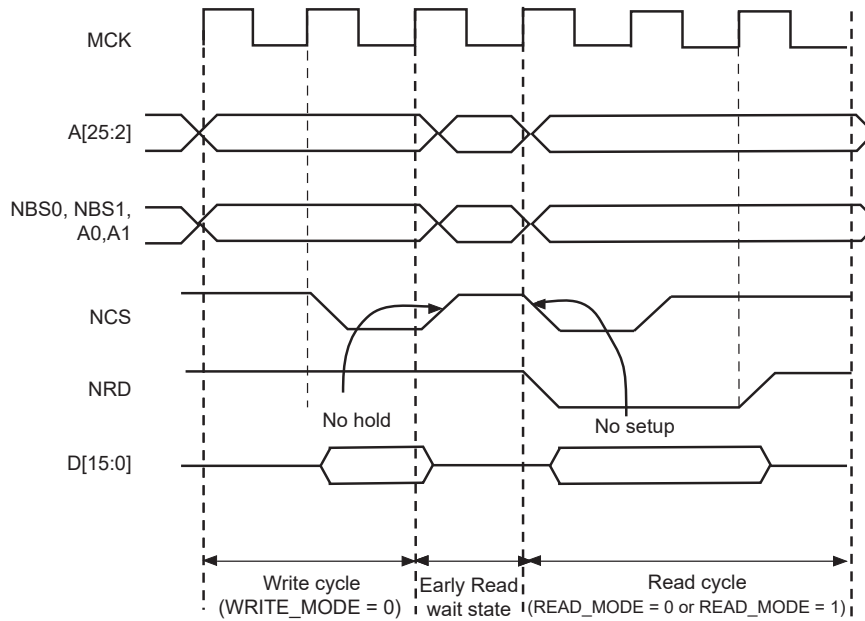 MCK
A[25:2]
NBS0, NBS1,
A0,A1
NCS
NRD
No hold
No setup
D[15:0]
Write cycle
(WRITE_MODE = 0)
Early Read
wait state
Read cycle
(READ_MODE = 0 or READ_MODE = 1)